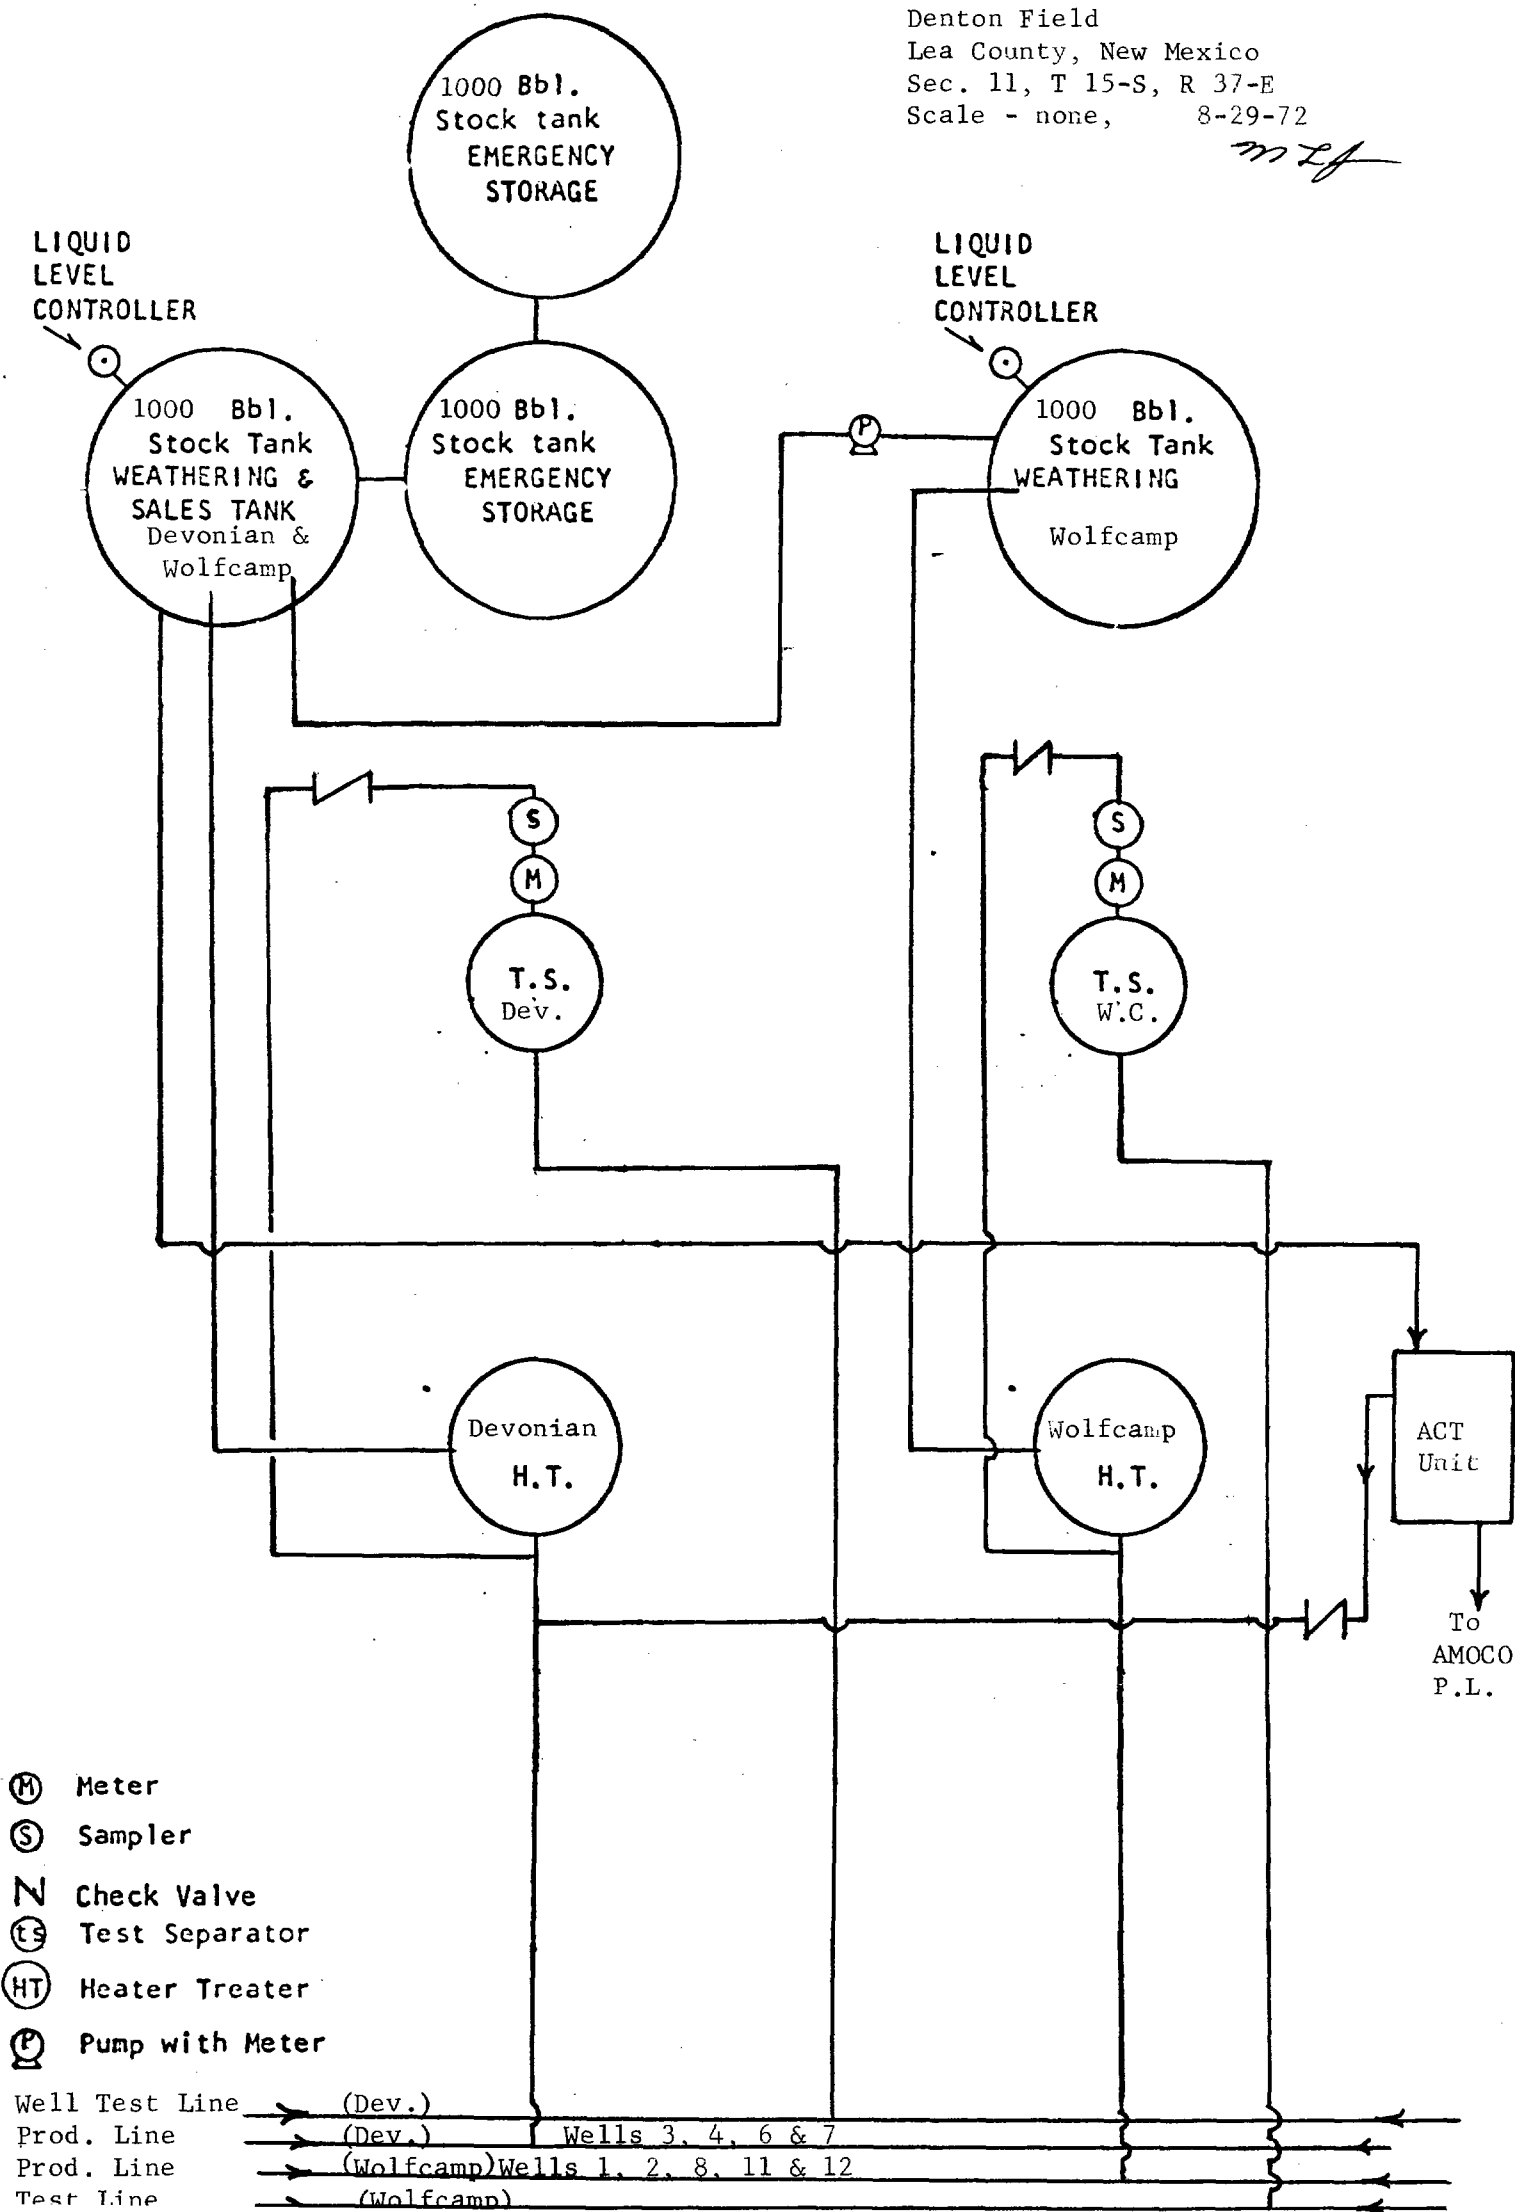 Denton Field
Lea County, New Mexico
Sec. 11, T 15-S, R 37-E
Scale - none, 8-29-72
1000 Bbl.
Stock tank
EMERGENCY
STORAGE
LIQUID
LEVEL
CONTROLLER
LIQUID
LEVEL
CONTROLLER
1000 Bbl.
Stock Tank
WEATHERING &
SALES TANK
Devonian &
Wolfcamp
1000 Bbl.
Stock tank
EMERGENCY
STORAGE
P
1000 Bbl.
Stock Tank
WEATHERING
Wolfcamp
S
M
T.S.
Dev.
S
M
T.S.
W.C.
Devonian
H.T.
Wolfcamp
H.T.
ACT
Unit
To
AMOCO
P.L.
M Meter
S Sampler
N Check Valve
ts Test Separator
HT Heater Treater
P Pump with Meter
Well Test Line (Dev.)
Prod. Line (Dev.) Wells 3, 4, 6 & 7
Prod. Line (Wolfcamp) Wells 1, 2, 8, 11 & 12
Test Line (Wolfcamp)